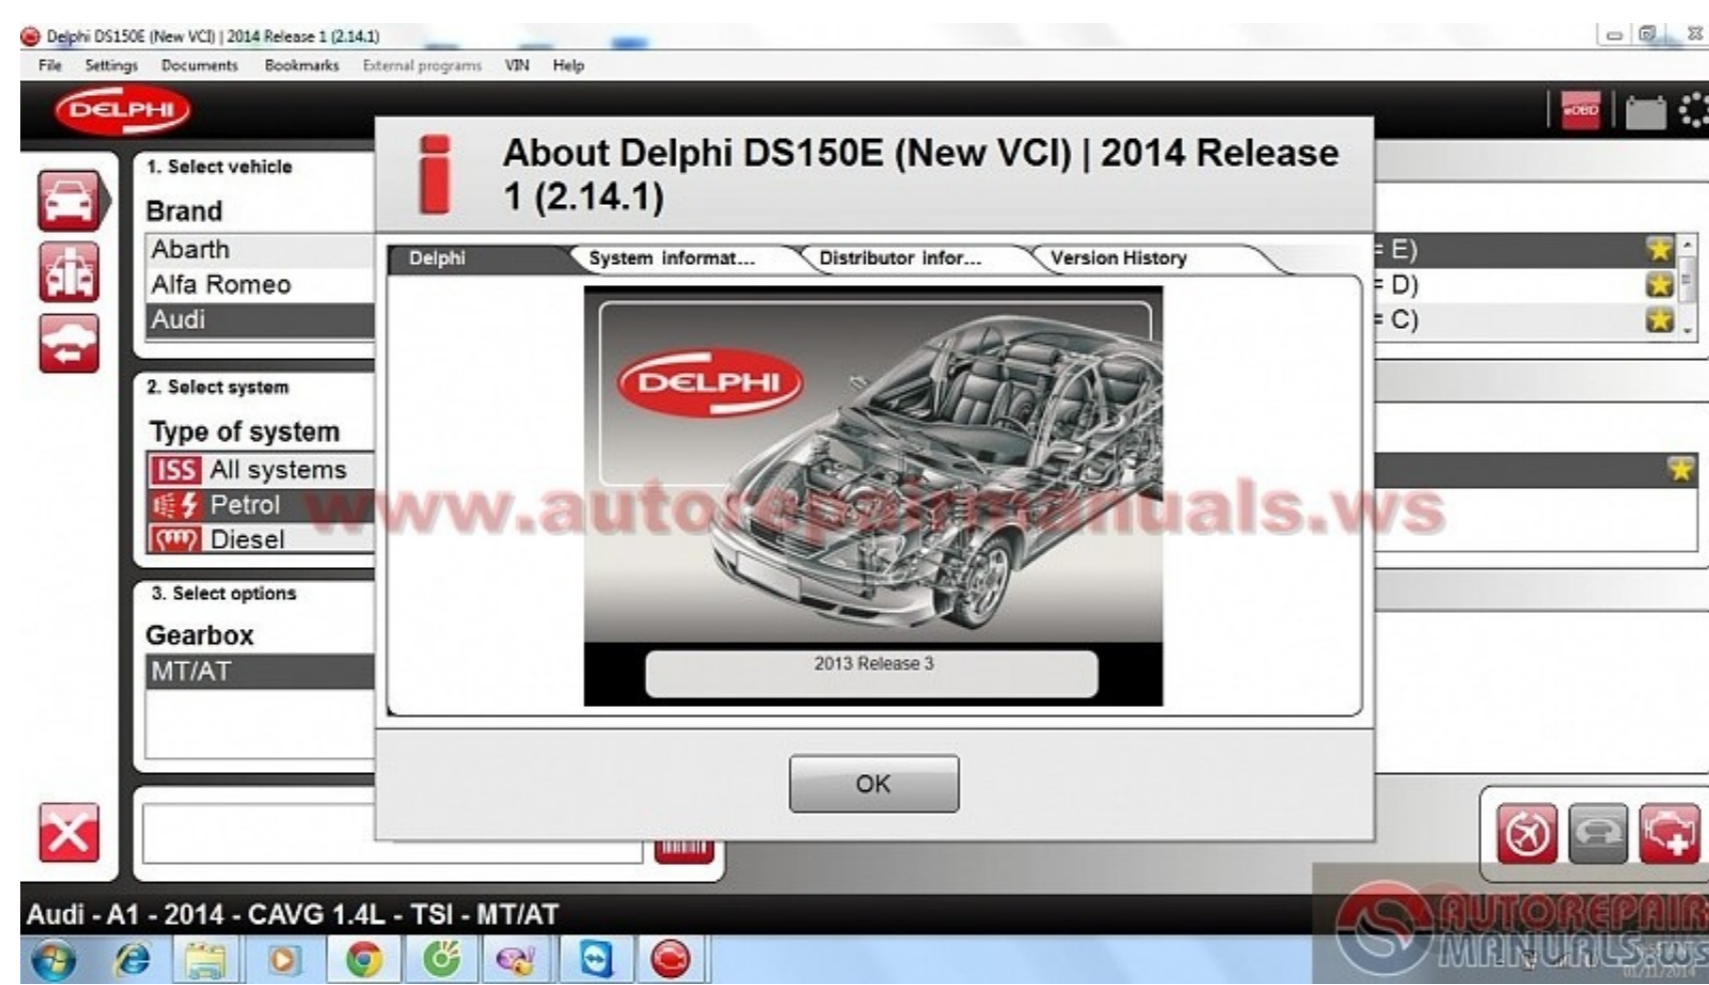 Delphi DS150E (New VCI) | 2014 Release 1 (2.14.1)
File Settings Documents Bookmarks External programs VIN Help
DELPHI
eOBD
About Delphi DS150E (New VCI) | 2014 Release
1 (2.14.1)
1. Select vehicle
Brand
Abarth
Alfa Romeo
Audi
Delphi System informat... Distributor infor... Version History
= E)
= D)
= C)
DELPHI
2. Select system
Type of system
ISS All systems
Petrol
Diesel
www.autorepairmanuals.ws
3. Select options
Gearbox
MT/AT
2013 Release 3
OK
Audi - A1 - 2014 - CAVG 1.4L - TSI - MT/AT
AUTOREPAIR
MANUALS.WS
01/11/2014